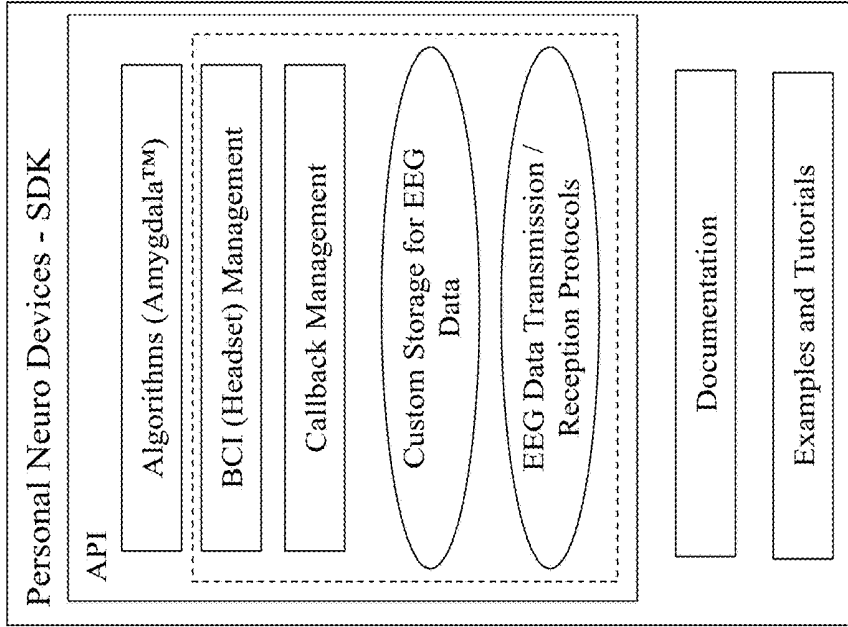 Personal Neuro Devices - SDK
API
Algorithms (Amygdala™)
BCI (Headset) Management
Callback Management
Custom Storage for EEG
Data
EEG Data Transmission /
Reception Protocols
Documentation
Examples and Tutorials